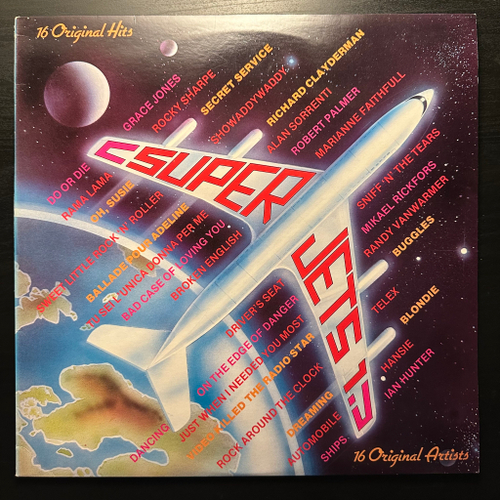 16 Original Hits
GRACE JONES
ROCKY SHARPE
SECRET SERVICE
SHOWADDYWADDY
RICHARD CLAYDERMAN
ALAN SORRENTI
ROBERT PALMER
MARIANNE FAITHFULL
SUPER
DO OR DIE
RAMA LAMA
OH, SUSIE
SWEET LITTLE ROCK 'N' ROLLER
BALLADE POUR ADELINE
TU SEI L'UNICA DONNA PER ME
BAD CASE OF LOVING YOU
BROKEN ENGLISH
SNIFF 'N' THE TEARS
MIKAEL RICKFORS
RANDY VANWARMER
BUGGLES
TELEX
BLONDIE
HANSIE
IAN HUNTER
JETS 1
DRIVER'S SEAT
ON THE EDGE OF DANGER
JUST WHEN I NEEDED YOU MOST
VIDEO KILLED THE RADIO STAR
ROCK AROUND THE CLOCK
DREAMING
AUTOMOBILE
SHIPS
DANCING
16 Original Artists